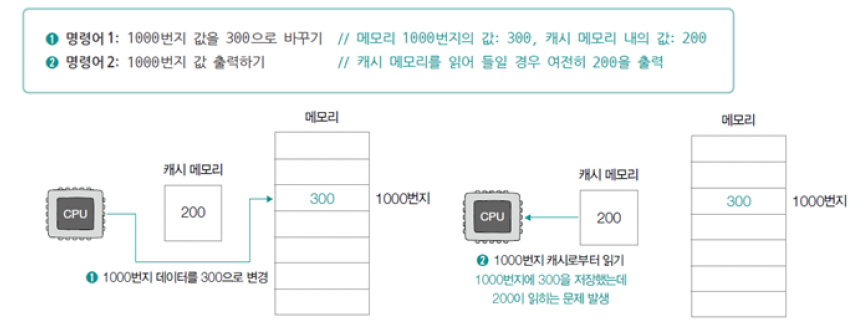 ❶ 명령어 1: 1000번지 값을 300으로 바꾸기 // 메모리 1000번지의 값: 300, 캐시 메모리 내의 값: 200
❷ 명령어 2: 1000번지 값 출력하기 // 캐시 메모리를 읽어 들일 경우 여전히 200을 출력
메모리
캐시 메모리
CPU
200
300
1000번지
❶ 1000번지 데이터를 300으로 변경
메모리
캐시 메모리
CPU
200
300
1000번지
❷ 1000번지 캐시로부터 읽기
1000번지에 300을 저장했는데
200이 읽히는 문제 발생